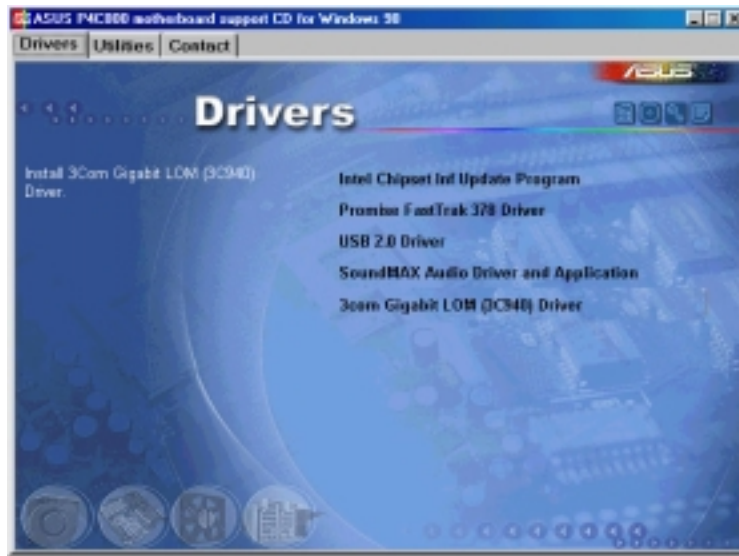 ASUS P4C800 motherboard support CD for Windows 98
Drivers Utilities Contact
ASUS
Drivers
Install 3Com Gigabit LOM (3C940)
Driver.
Intel Chipset Inf Update Program
Promise FastTrak 378 Driver
USB 2.0 Driver
SoundMAX Audio Driver and Application
3com Gigabit LOM (3C940) Driver